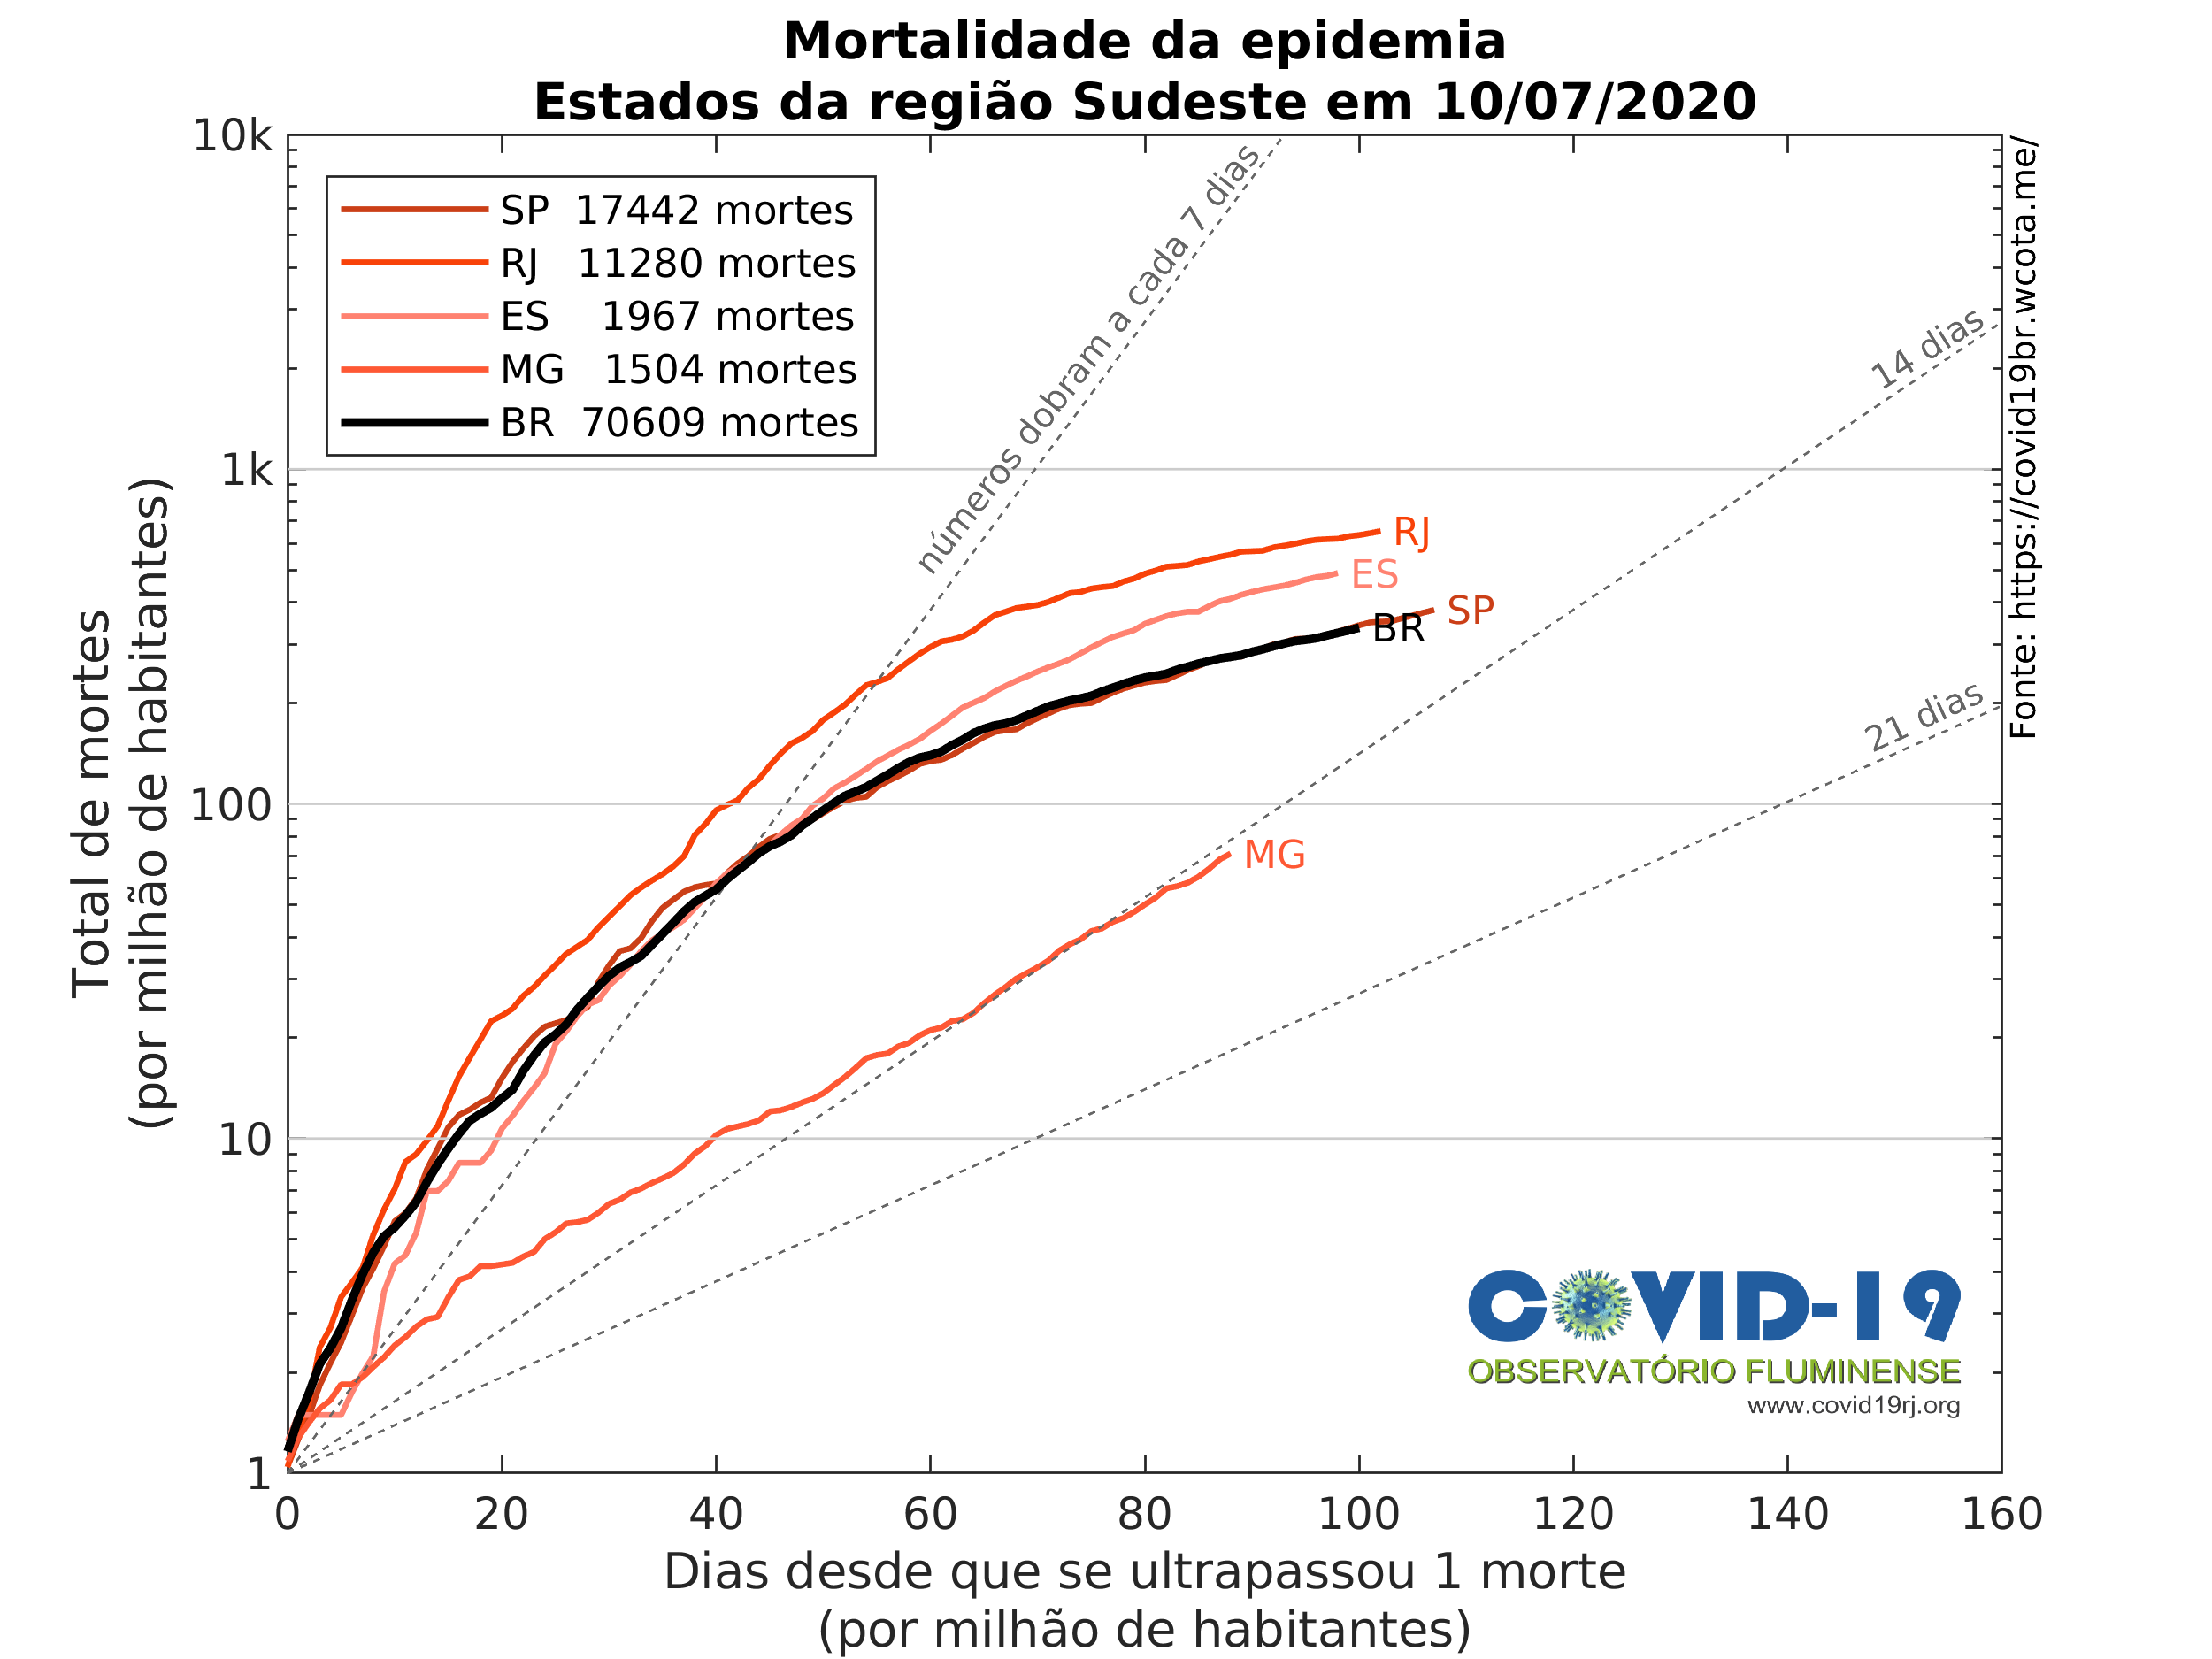 Mortalidade da epidemia
Estados da região Sudeste em 10/07/2020
10k
1k
100
10
1
Total de mortes
(por milhão de habitantes)
SP 17442 mortes
RJ 11280 mortes
ES 1967 mortes
MG 1504 mortes
BR 70609 mortes
números dobram a cada 7 dias
14 dias
21 dias
RJ
ES
SP
BR
MG
Fonte: https://covid19br.wcota.me/
COVID-19
OBSERVATÓRIO FLUMINENSE
www.covid19rj.org
0 20 40 60 80 100 120 140 160
Dias desde que se ultrapassou 1 morte
(por milhão de habitantes)